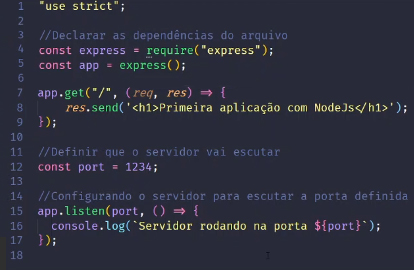 1 "use strict";
2
3 //Declarar as dependências do arquivo
4 const express = require("express");
5 const app = express();
6
7 app.get("/", (req, res) => {
8 res.send('<h1>Primeira aplicação com NodeJs</h1>');
9 });
10
11 //Definir que o servidor vai escutar
12 const port = 1234;
13
14 //Configurando o servidor para escutar a porta definida
15 app.listen(port, () => {
16 console.log(`Servidor rodando na porta ${port}`);
17 });
18